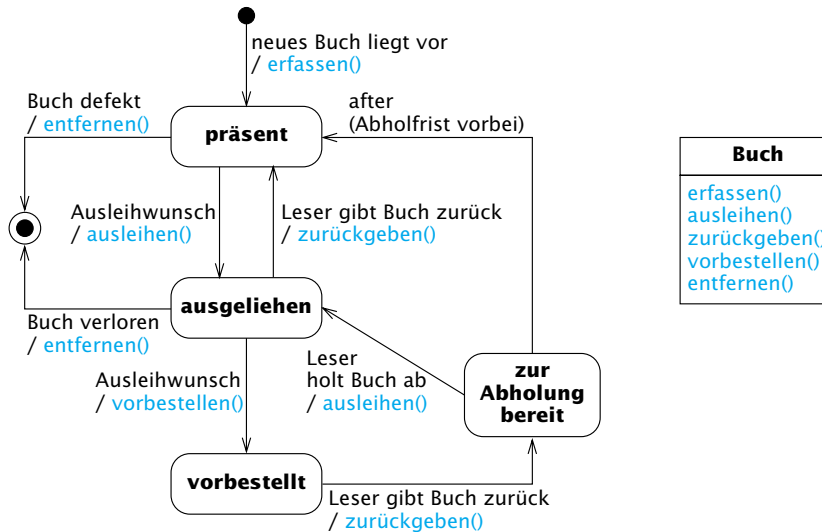 neues Buch liegt vor
/ erfassen()
Buch defekt
/ entfernen()
präsent
after
(Abholfrist vorbei)
Buch
erfassen()
ausleihen()
zurückgeben()
vorbestellen()
entfernen()
Ausleihwunsch
/ ausleihen()
Leser gibt Buch zurück
/ zurückgeben()
ausgeliehen
Buch verloren
/ entfernen()
Ausleihwunsch
/ vorbestellen()
Leser
holt Buch ab
/ ausleihen()
zur
Abholung
bereit
vorbestellt
Leser gibt Buch zurück
/ zurückgeben()